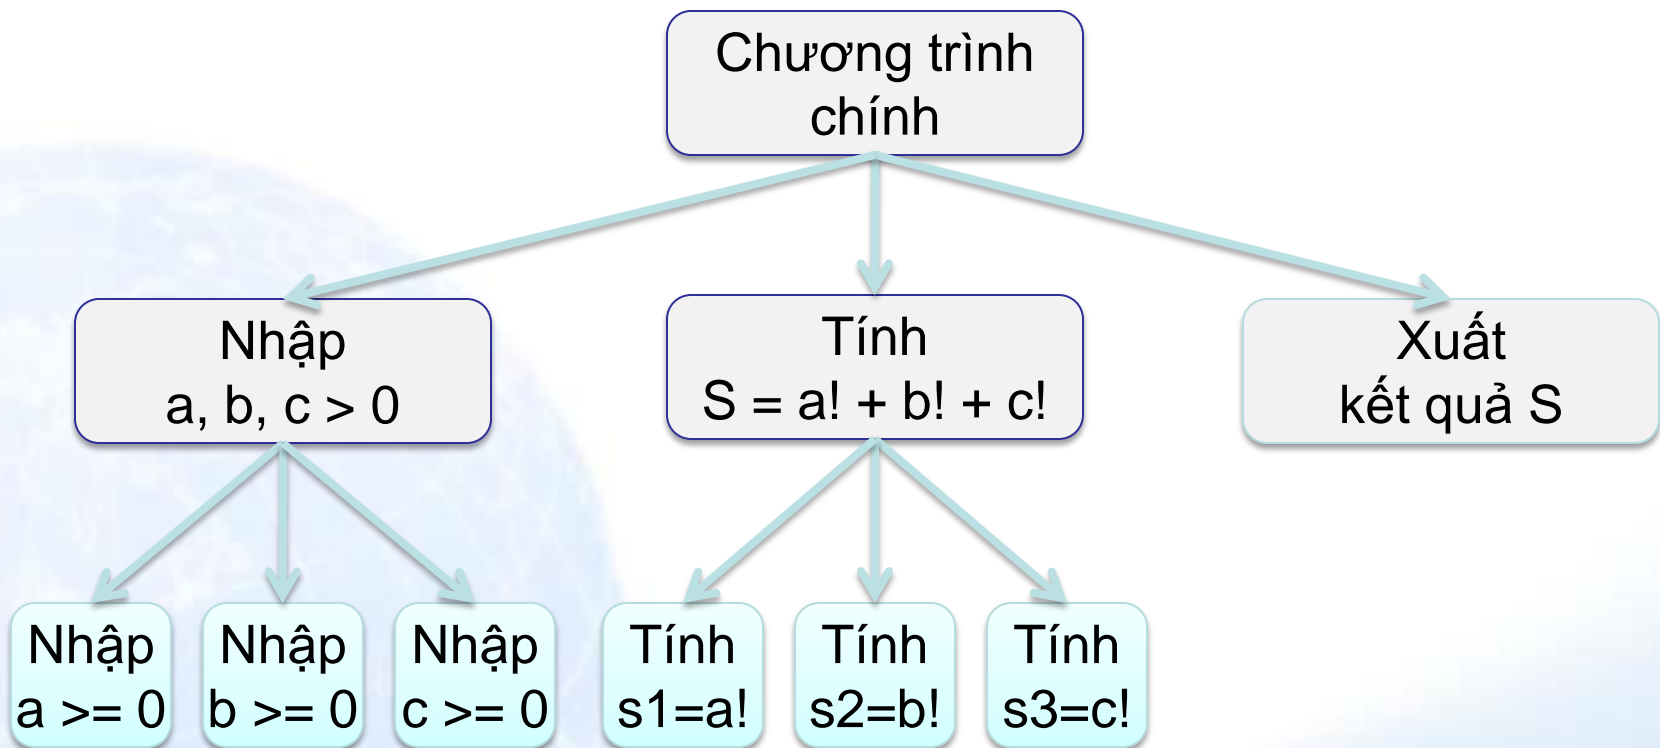 Chương trình
chính
Nhập
a, b, c > 0
Tính
S = a! + b! + c!
Xuất
kết quả S
Nhập
a >= 0
Nhập
b >= 0
Nhập
c >= 0
Tính
s1=a!
Tính
s2=b!
Tính
s3=c!